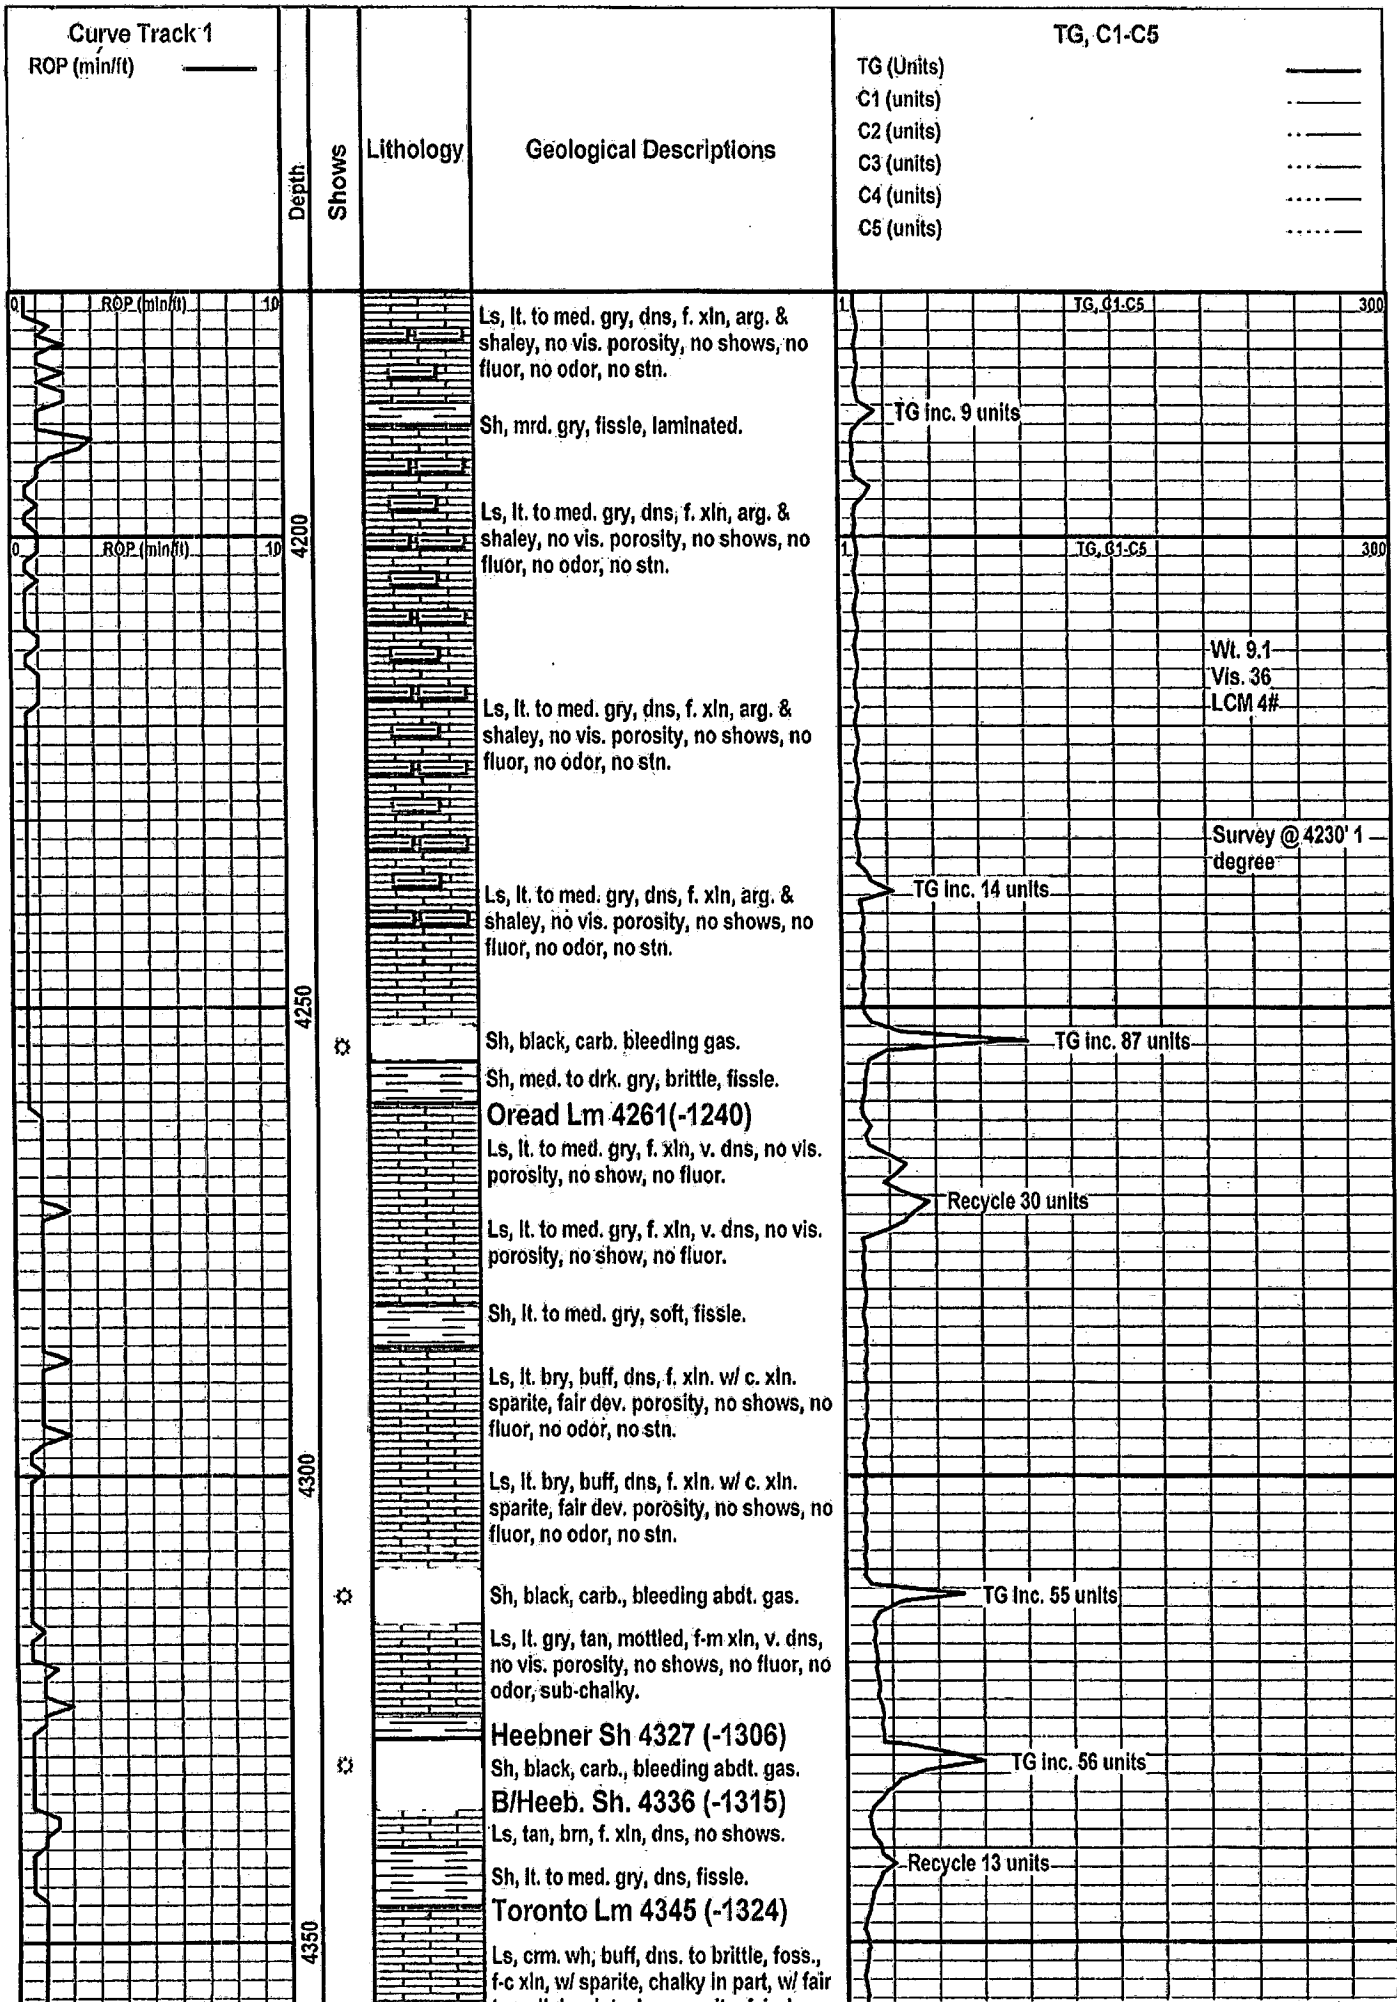 Curve Track 1
ROP (min/ft)
Depth
Shows
Lithology
Geological Descriptions
TG, C1-C5
TG (Units)
C1 (units)
C2 (units)
C3 (units)
C4 (units)
C5 (units)
0 ROP (min/ft) 10
1 TG, C1-C5 300
Ls, lt. to med. gry, dns, f. xln, arg. &
shaley, no vis. porosity, no shows, no
fluor, no odor, no stn.
TG inc. 9 units
Sh, mrd. gry, fissle, laminated.
4200
Ls, lt. to med. gry, dns, f. xln, arg. &
shaley, no vis. porosity, no shows, no
fluor, no odor, no stn.
0 ROP (min/ft) 10
1 TG, C1-C5 300
Wt. 9.1
Vis. 36
LCM 4#
Ls, lt. to med. gry, dns, f. xln, arg. &
shaley, no vis. porosity, no shows, no
fluor, no odor, no stn.
Survey @ 4230' 1
degree
TG inc. 14 units
Ls, lt. to med. gry, dns, f. xln, arg. &
shaley, no vis. porosity, no shows, no
fluor, no odor, no stn.
4250
Sh, black, carb. bleeding gas.
TG inc. 87 units
Sh, med. to drk. gry, brittle, fissle.
Oread Lm 4261(-1240)
Ls, lt. to med. gry, f. xln, v. dns, no vis.
porosity, no show, no fluor.
Recycle 30 units
Ls, lt. to med. gry, f. xln, v. dns, no vis.
porosity, no show, no fluor.
Sh, lt. to med. gry, soft, fissle.
Ls, lt. bry, buff, dns, f. xln. w/ c. xln.
sparite, fair dev. porosity, no shows, no
fluor, no odor, no stn.
4300
Ls, lt. bry, buff, dns, f. xln. w/ c. xln.
sparite, fair dev. porosity, no shows, no
fluor, no odor, no stn.
Sh, black, carb., bleeding abdt. gas.
TG inc. 55 units
Ls, lt. gry, tan, mottled, f-m xln, v. dns,
no vis. porosity, no shows, no fluor, no
odor, sub-chalky.
Heebner Sh 4327 (-1306)
Sh, black, carb., bleeding abdt. gas.
TG inc. 56 units
B/Heeb. Sh. 4336 (-1315)
Ls, tan, brn, f. xln, dns, no shows.
Recycle 13 units
Sh, lt. to med. gry, dns, fissle.
Toronto Lm 4345 (-1324)
4350
Ls, crm. wh, buff, dns. to brittle, foss.,
f-c xln, w/ sparite, chalky in part, w/ fair